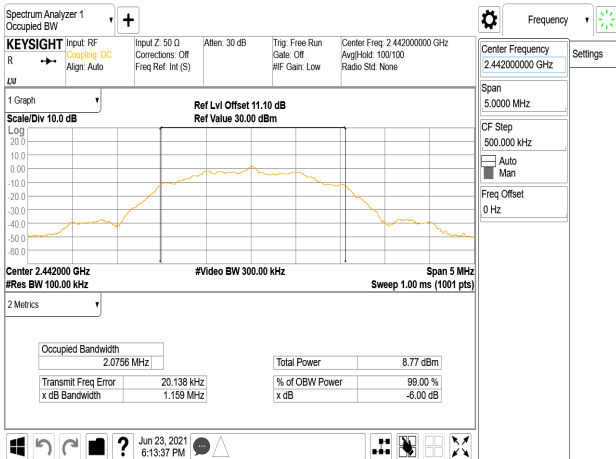 Spectrum Analyzer 1
Occupied BW
Frequency
KEYSIGHT
R
LXI
Input: RF
Coupling: DC
Align: Auto
Input Z: 50 Ω
Corrections: Off
Freq Ref: Int (S)
Atten: 30 dB
Trig: Free Run
Gate: Off
#IF Gain: Low
Center Freq: 2.442000000 GHz
Avg|Hold: 100/100
Radio Std: None
Center Frequency
2.442000000 GHz
Settings
Span
5.0000 MHz
CF Step
500.000 kHz
Auto
Man
Freq Offset
0 Hz
1 Graph
Scale/Div 10.0 dB
Ref Lvl Offset 11.10 dB
Ref Value 30.00 dBm
Log
20.0
10.0
0.00
-10.0
-20.0
-30.0
-40.0
-50.0
-60.0
Center 2.442000 GHz
#Res BW 100.00 kHz
#Video BW 300.00 kHz
Span 5 MHz
Sweep 1.00 ms (1001 pts)
2 Metrics
Occupied Bandwidth
2.0756 MHz
Total Power 8.77 dBm
Transmit Freq Error 20.138 kHz
% of OBW Power 99.00 %
x dB Bandwidth 1.159 MHz
x dB -6.00 dB
?
Jun 23, 2021
6:13:37 PM